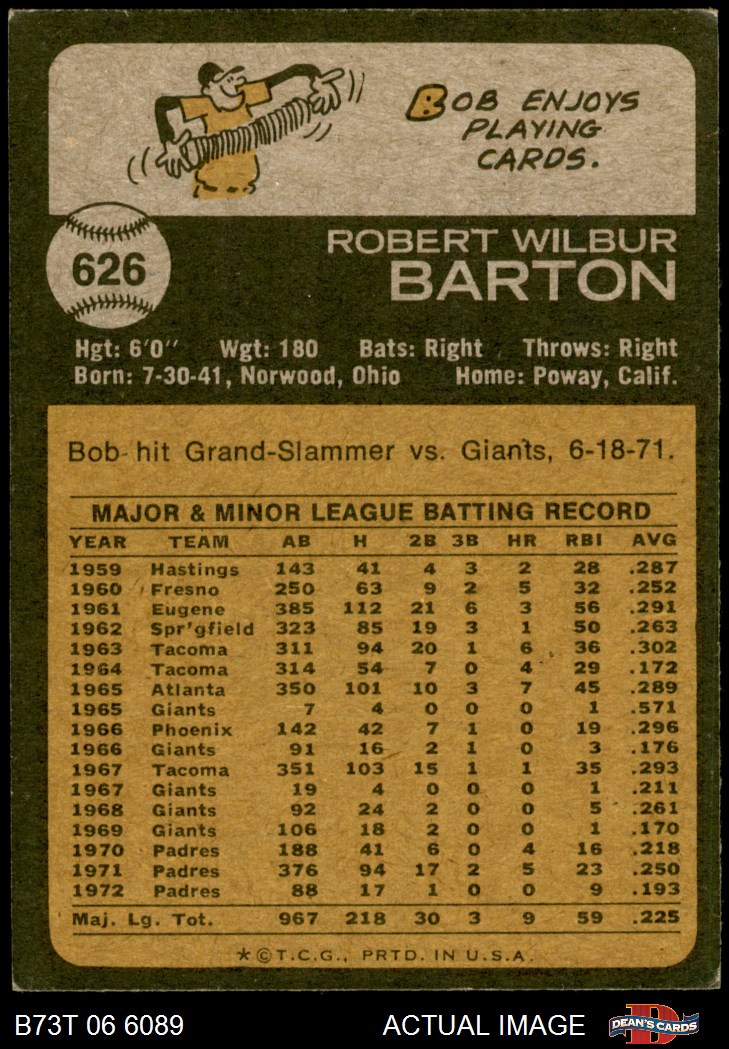 BOB ENJOYS
PLAYING
CARDS.
626
ROBERT WILBUR
BARTON
Hgt: 6'0" Wgt: 180 Bats: Right Throws: Right
Born: 7-30-41, Norwood, Ohio Home: Poway, Calif.
Bob hit Grand-Slammer vs. Giants, 6-18-71.
MAJOR & MINOR LEAGUE BATTING RECORD
YEAR TEAM AB H 2B 3B HR RBI AVG
1959 Hastings 143 41 4 3 2 28 .287
1960 Fresno 250 63 9 2 5 32 .252
1961 Eugene 385 112 21 6 3 56 .291
1962 Spr'gfield 323 85 19 3 1 50 .263
1963 Tacoma 311 94 20 1 6 36 .302
1964 Tacoma 314 54 7 0 4 29 .172
1965 Atlanta 350 101 10 3 7 45 .289
1965 Giants 7 4 0 0 0 1 .571
1966 Phoenix 142 42 7 1 0 19 .296
1966 Giants 91 16 2 1 0 3 .176
1967 Tacoma 351 103 15 1 1 35 .293
1967 Giants 19 4 0 0 0 1 .211
1968 Giants 92 24 2 0 0 5 .261
1969 Giants 106 18 2 0 0 1 .170
1970 Padres 188 41 6 0 4 16 .218
1971 Padres 376 94 17 2 5 23 .250
1972 Padres 88 17 1 0 0 9 .193
Maj. Lg. Tot. 967 218 30 3 9 59 .225
*©T.C.G., PRTD. IN U.S.A.
B73T 06 6089 ACTUAL IMAGE DEAN'S CARDS